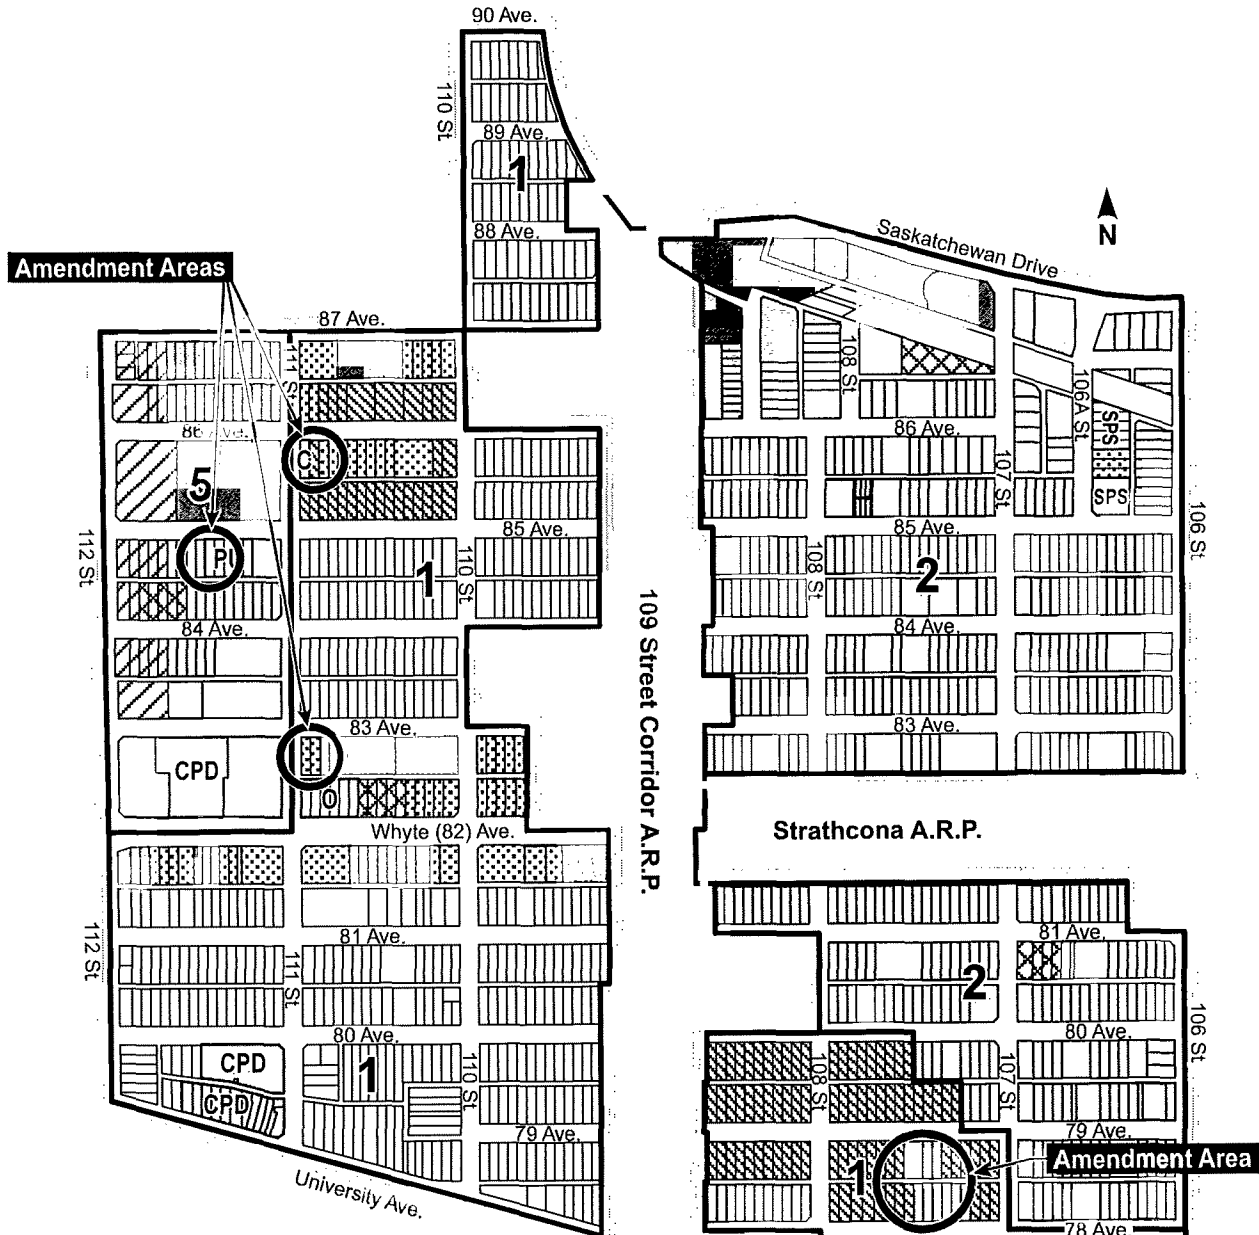 90 Ave.
110 St.
89 Ave.
1
88 Ave.
N
Saskatchewan Drive
Amendment Areas
87 Ave.
111 St.
108 St
106A St.
SPS
86 Ave.
86 Ave.
C
107 St
SPS
5
85 Ave.
85 Ave.
106 St
112 St.
PU
1
110 St.
108 St
2
84 Ave.
84 Ave.
109 Street Corridor A.R.P.
83 Ave.
83 Ave.
CPD
0
Whyte (82) Ave.
Strathcona A.R.P.
112 St.
81 Ave.
81 Ave.
111 St.
2
80 Ave.
80 Ave.
106 St.
CPD
1
110 St.
108 St
107 St
CPD
79 Ave.
79 Ave.
Amendment Area
1
University Ave.
78 Ave.